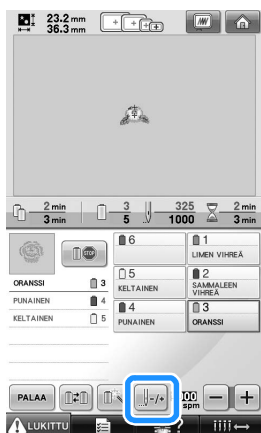 23.2 mm
36.3 mm
2 min
3 min
3
5
325
1000
2 min
3 min
6
1
LIMEN VIHREÄ
ORANSSI 3
5
KELTAINEN
2
SAMMALEEN
VIHREÄ
PUNAINEN 4
KELTAINEN 5
4
PUNAINEN
3
ORANSSI
PALAA
-/+
00
spm
- +
LUKITTU
?